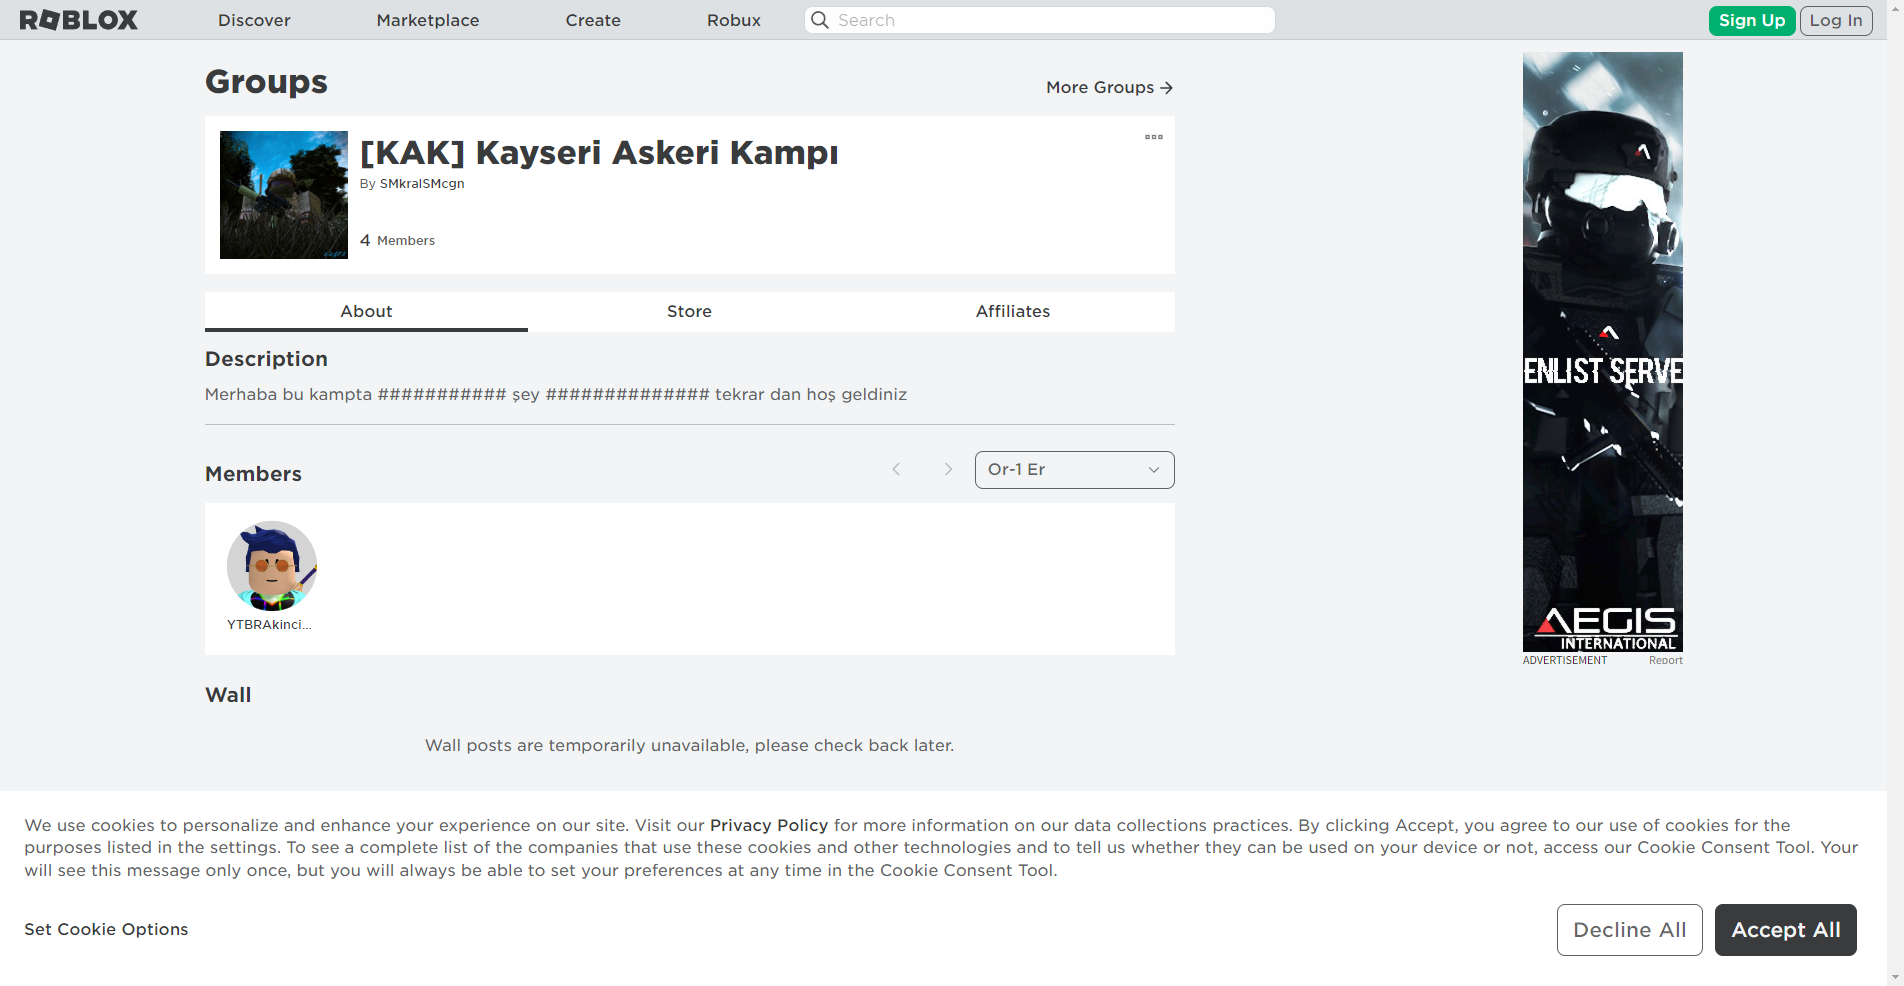 ROBLOX
Discover
Marketplace
Create
Robux
Search
Sign Up
Log In
Groups
More Groups
[KAK] Kayseri Askeri Kampı
By SMkralSMcgn
4 Members
About
Store
Affiliates
Description
Merhaba bu kampta ########### şey ############## tekrar dan hoş geldiniz
Members
Or-1 Er
YTBRAkinci...
Wall
Wall posts are temporarily unavailable, please check back later.
ENLIST SERVE
AEGIS
INTERNATIONAL
ADVERTISEMENT
Report
We use cookies to personalize and enhance your experience on our site. Visit our Privacy Policy for more information on our data collections practices. By clicking Accept, you agree to our use of cookies for the
purposes listed in the settings. To see a complete list of the companies that use these cookies and other technologies and to tell us whether they can be used on your device or not, access our Cookie Consent Tool. Your
will see this message only once, but you will always be able to set your preferences at any time in the Cookie Consent Tool.
Set Cookie Options
Decline All
Accept All